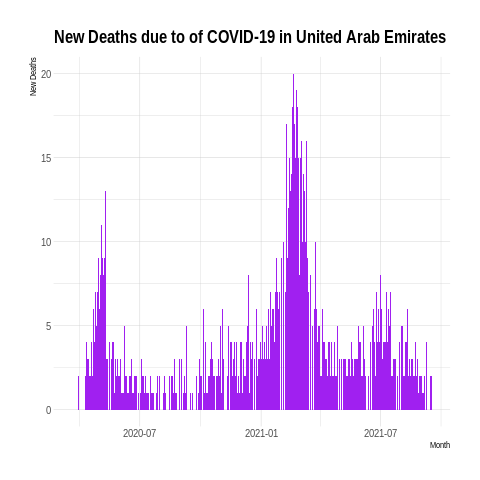 New Deaths due to of COVID-19 in United Arab Emirates
New Deaths
20
15
10
5
0
2020-07
2021-01
2021-07
Month